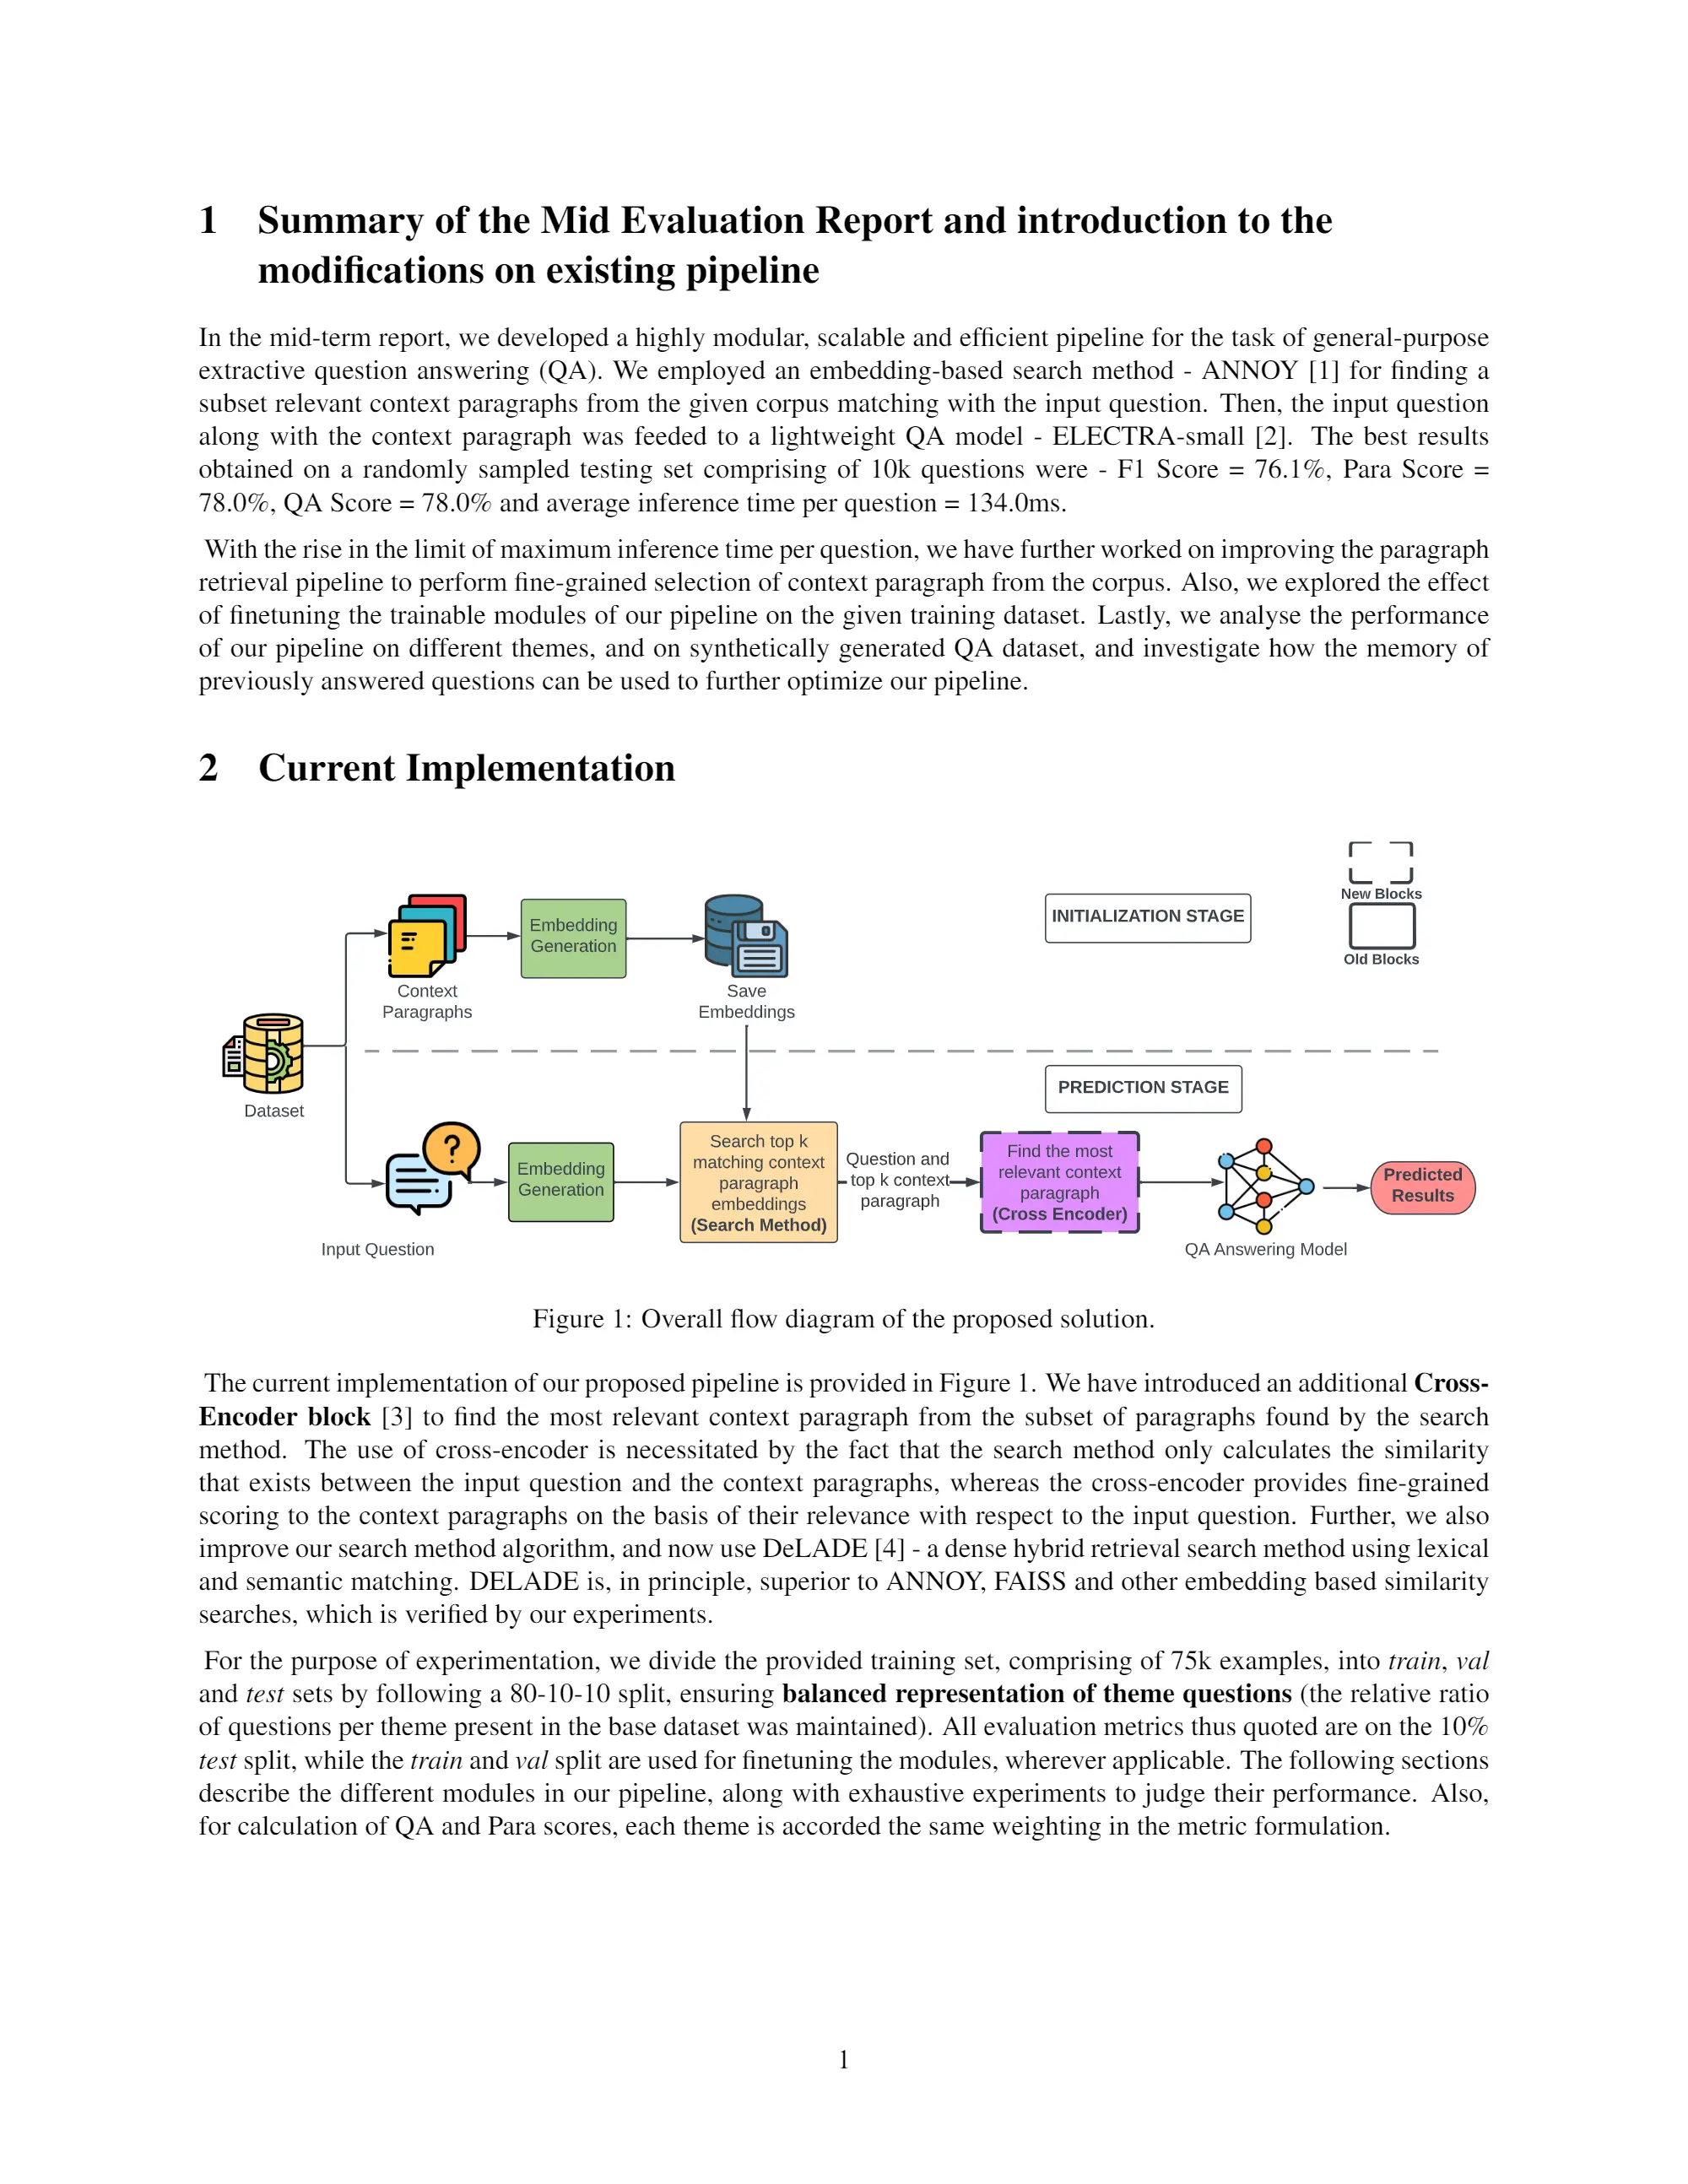 1 Summary of the Mid Evaluation Report and introduction to the
modifications on existing pipeline
In the mid-term report, we developed a highly modular, scalable and efficient pipeline for the task of general-purpose
extractive question answering (QA). We employed an embedding-based search method - ANNOY [1] for finding a
subset relevant context paragraphs from the given corpus matching with the input question. Then, the input question
along with the context paragraph was feeded to a lightweight QA model - ELECTRA-small [2]. The best results
obtained on a randomly sampled testing set comprising of 10k questions were - F1 Score = 76.1%, Para Score =
78.0%, QA Score = 78.0% and average inference time per question = 134.0ms.
With the rise in the limit of maximum inference time per question, we have further worked on improving the paragraph
retrieval pipeline to perform fine-grained selection of context paragraph from the corpus. Also, we explored the effect
of finetuning the trainable modules of our pipeline on the given training dataset. Lastly, we analyse the performance
of our pipeline on different themes, and on synthetically generated QA dataset, and investigate how the memory of
previously answered questions can be used to further optimize our pipeline.
2 Current Implementation
New Blocks
Old Blocks
INITIALIZATION STAGE
Embedding
Generation
Context
Paragraphs
Save
Embeddings
Dataset
PREDICTION STAGE
Input Question
Embedding
Generation
Search top k
matching context
paragraph
embeddings
(Search Method)
Question and
top k context
paragraph
Find the most
relevant context
paragraph
(Cross Encoder)
QA Answering Model
Predicted
Results
Figure 1: Overall flow diagram of the proposed solution.
The current implementation of our proposed pipeline is provided in Figure 1. We have introduced an additional Cross-
Encoder block [3] to find the most relevant context paragraph from the subset of paragraphs found by the search
method. The use of cross-encoder is necessitated by the fact that the search method only calculates the similarity
that exists between the input question and the context paragraphs, whereas the cross-encoder provides fine-grained
scoring to the context paragraphs on the basis of their relevance with respect to the input question. Further, we also
improve our search method algorithm, and now use DeLADE [4] - a dense hybrid retrieval search method using lexical
and semantic matching. DELADE is, in principle, superior to ANNOY, FAISS and other embedding based similarity
searches, which is verified by our experiments.
For the purpose of experimentation, we divide the provided training set, comprising of 75k examples, into train, val
and test sets by following a 80-10-10 split, ensuring balanced representation of theme questions (the relative ratio
of questions per theme present in the base dataset was maintained). All evaluation metrics thus quoted are on the 10%
test split, while the train and val split are used for finetuning the modules, wherever applicable. The following sections
describe the different modules in our pipeline, along with exhaustive experiments to judge their performance. Also,
for calculation of QA and Para scores, each theme is accorded the same weighting in the metric formulation.
1